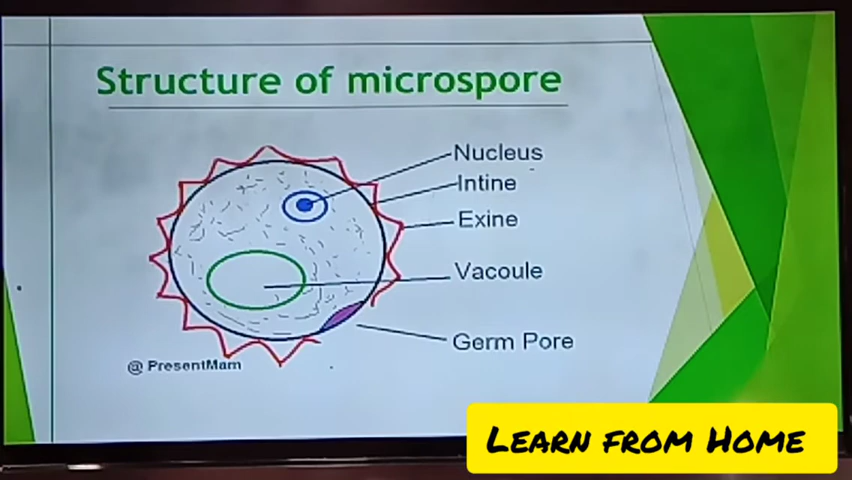 Structure of microspore
Nucleus
Intine
Exine
Vacoule
Germ Pore
@ PresentMam
Learn from Home